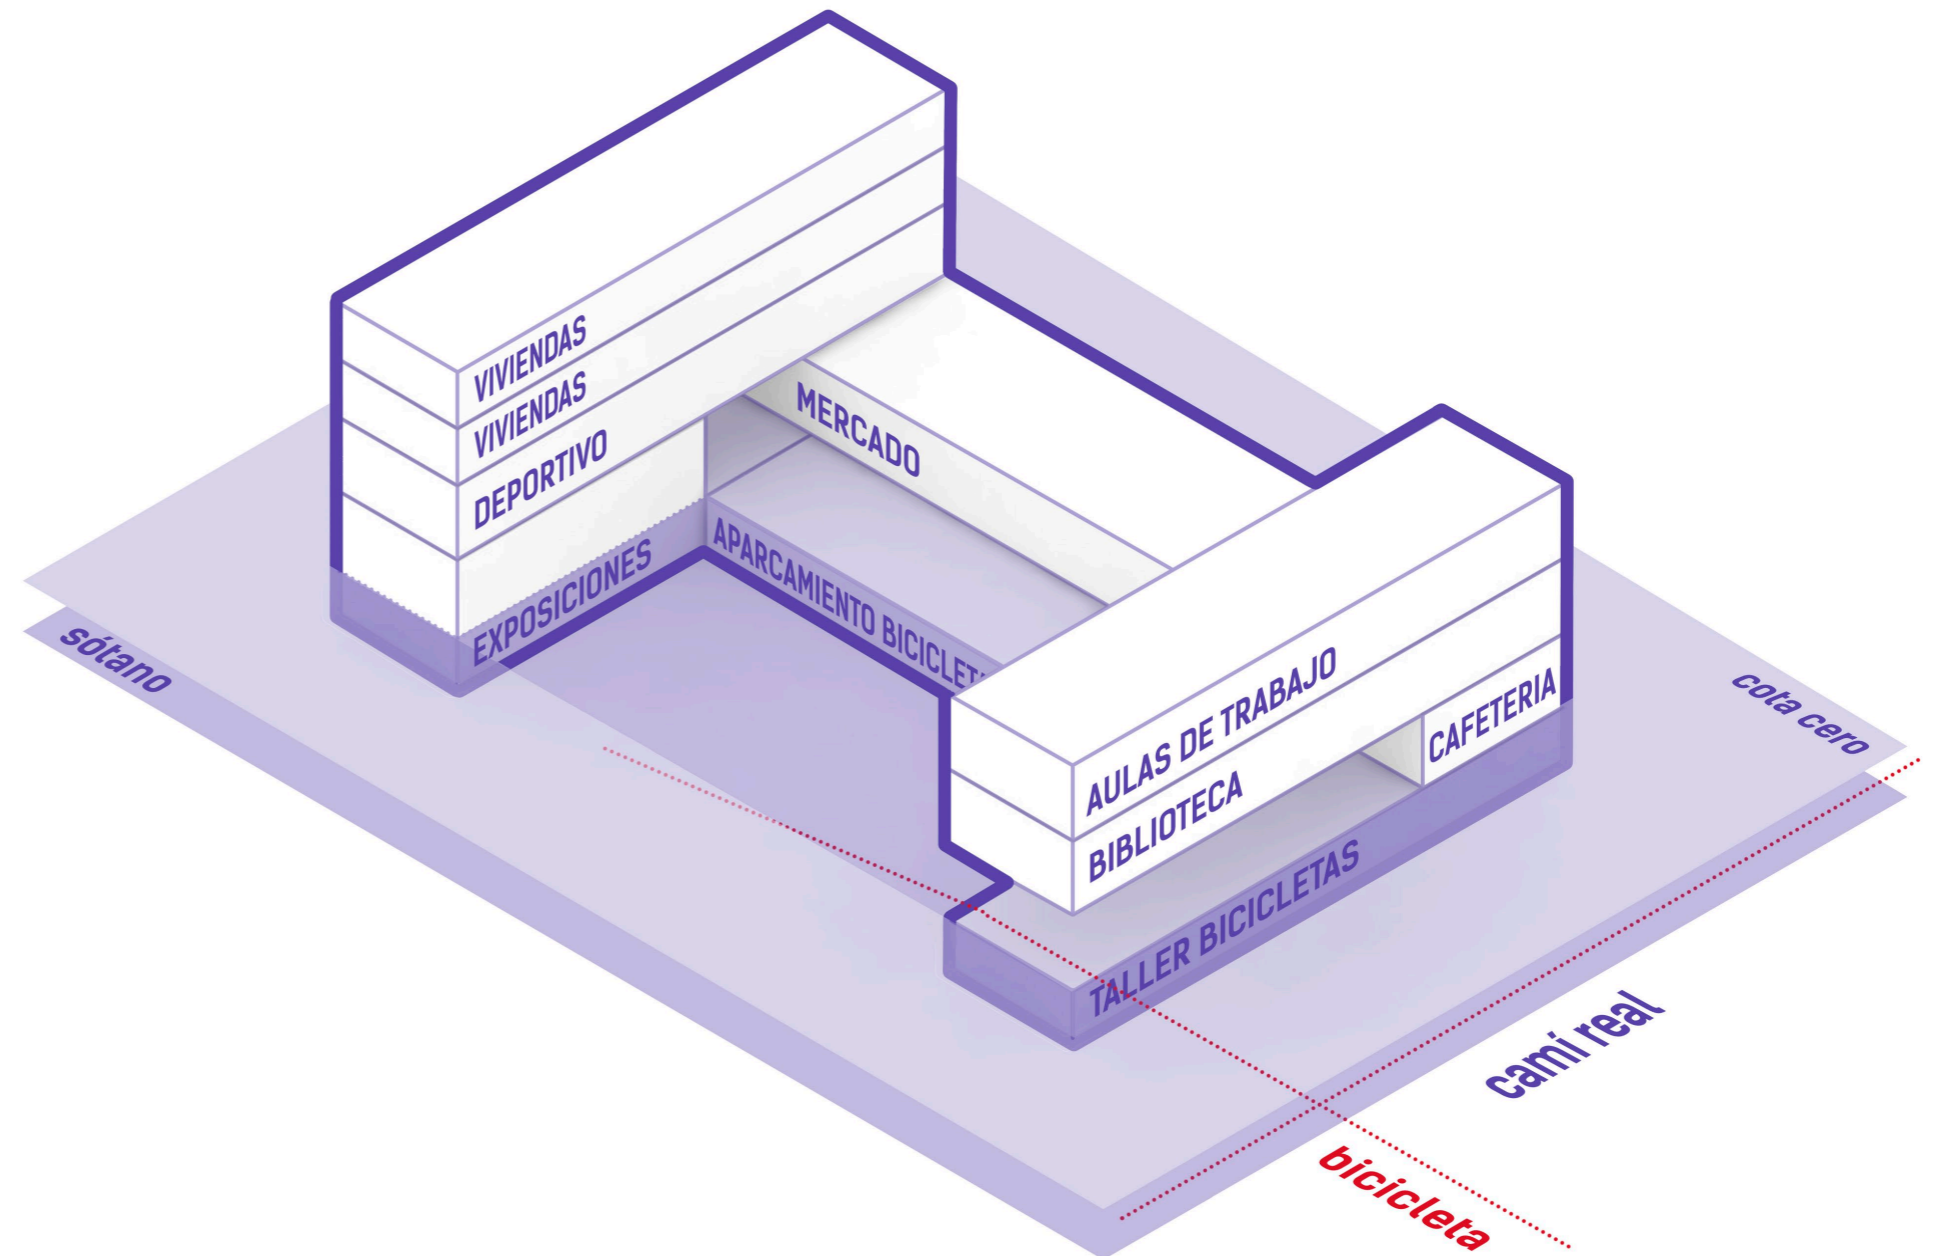 VIVIENDAS
VIVIENDAS
DEPORTIVO
EXPOSICIONES
MERCADO
APARCAMIENTO BICICLET
AULAS DE TRABAJO
BIBLIOTECA
CAFETERIA
TALLER BICICLETAS
sótano
cota cero
camí real
bicicleta